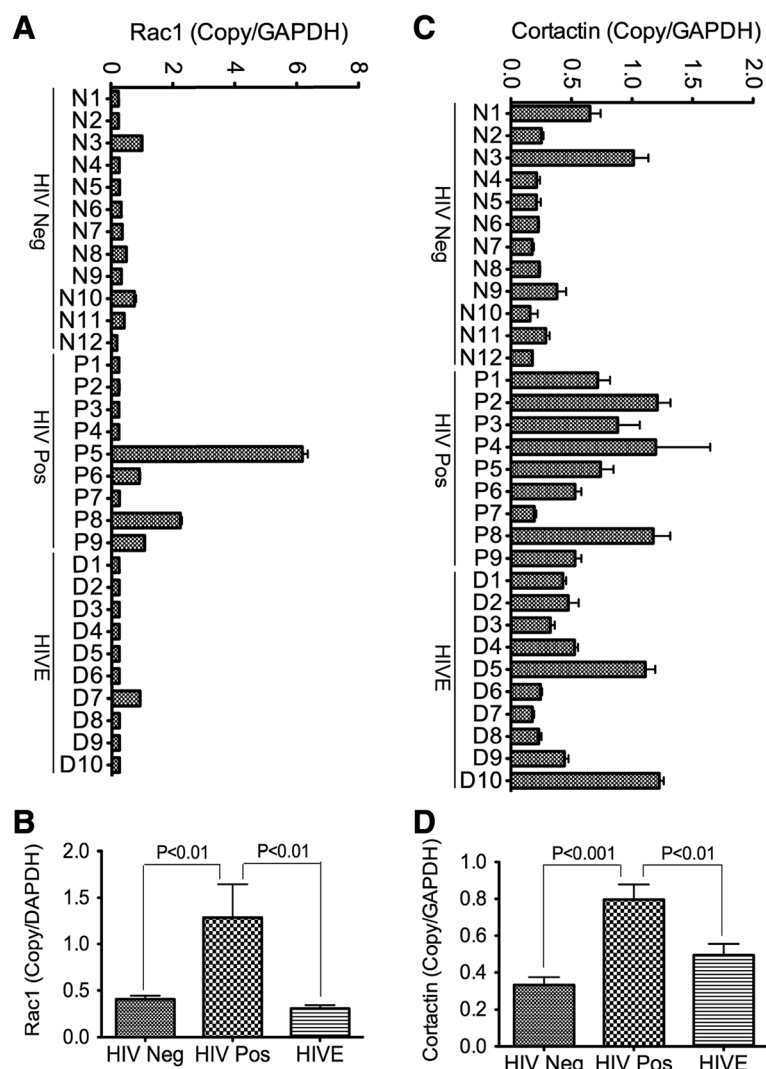 A
Rac1 (Copy/GAPDH)
0 2 4 6 8
HIV Neg
N1
N2
N3
N4
N5
N6
N7
N8
N9
N10
N11
N12
HIV Pos
P1
P2
P3
P4
P5
P6
P7
P8
P9
HIVE
D1
D2
D3
D4
D5
D6
D7
D8
D9
D10
C
Cortactin (Copy/GAPDH)
0.0 0.5 1.0 1.5 2.0
HIV Neg
N1
N2
N3
N4
N5
N6
N7
N8
N9
N10
N11
N12
HIV Pos
P1
P2
P3
P4
P5
P6
P7
P8
P9
HIVE
D1
D2
D3
D4
D5
D6
D7
D8
D9
D10
B
Rac1 (Copy/DAPDH)
2.0
1.5
1.0
0.5
0.0
P<0.01 P<0.01
HIV Neg HIV Pos HIVE
D
Cortactin (Copy/GAPDH)
1.0
0.8
0.6
0.4
0.2
0.0
P<0.001 P<0.01
HIV Neg HIV Pos HIVE